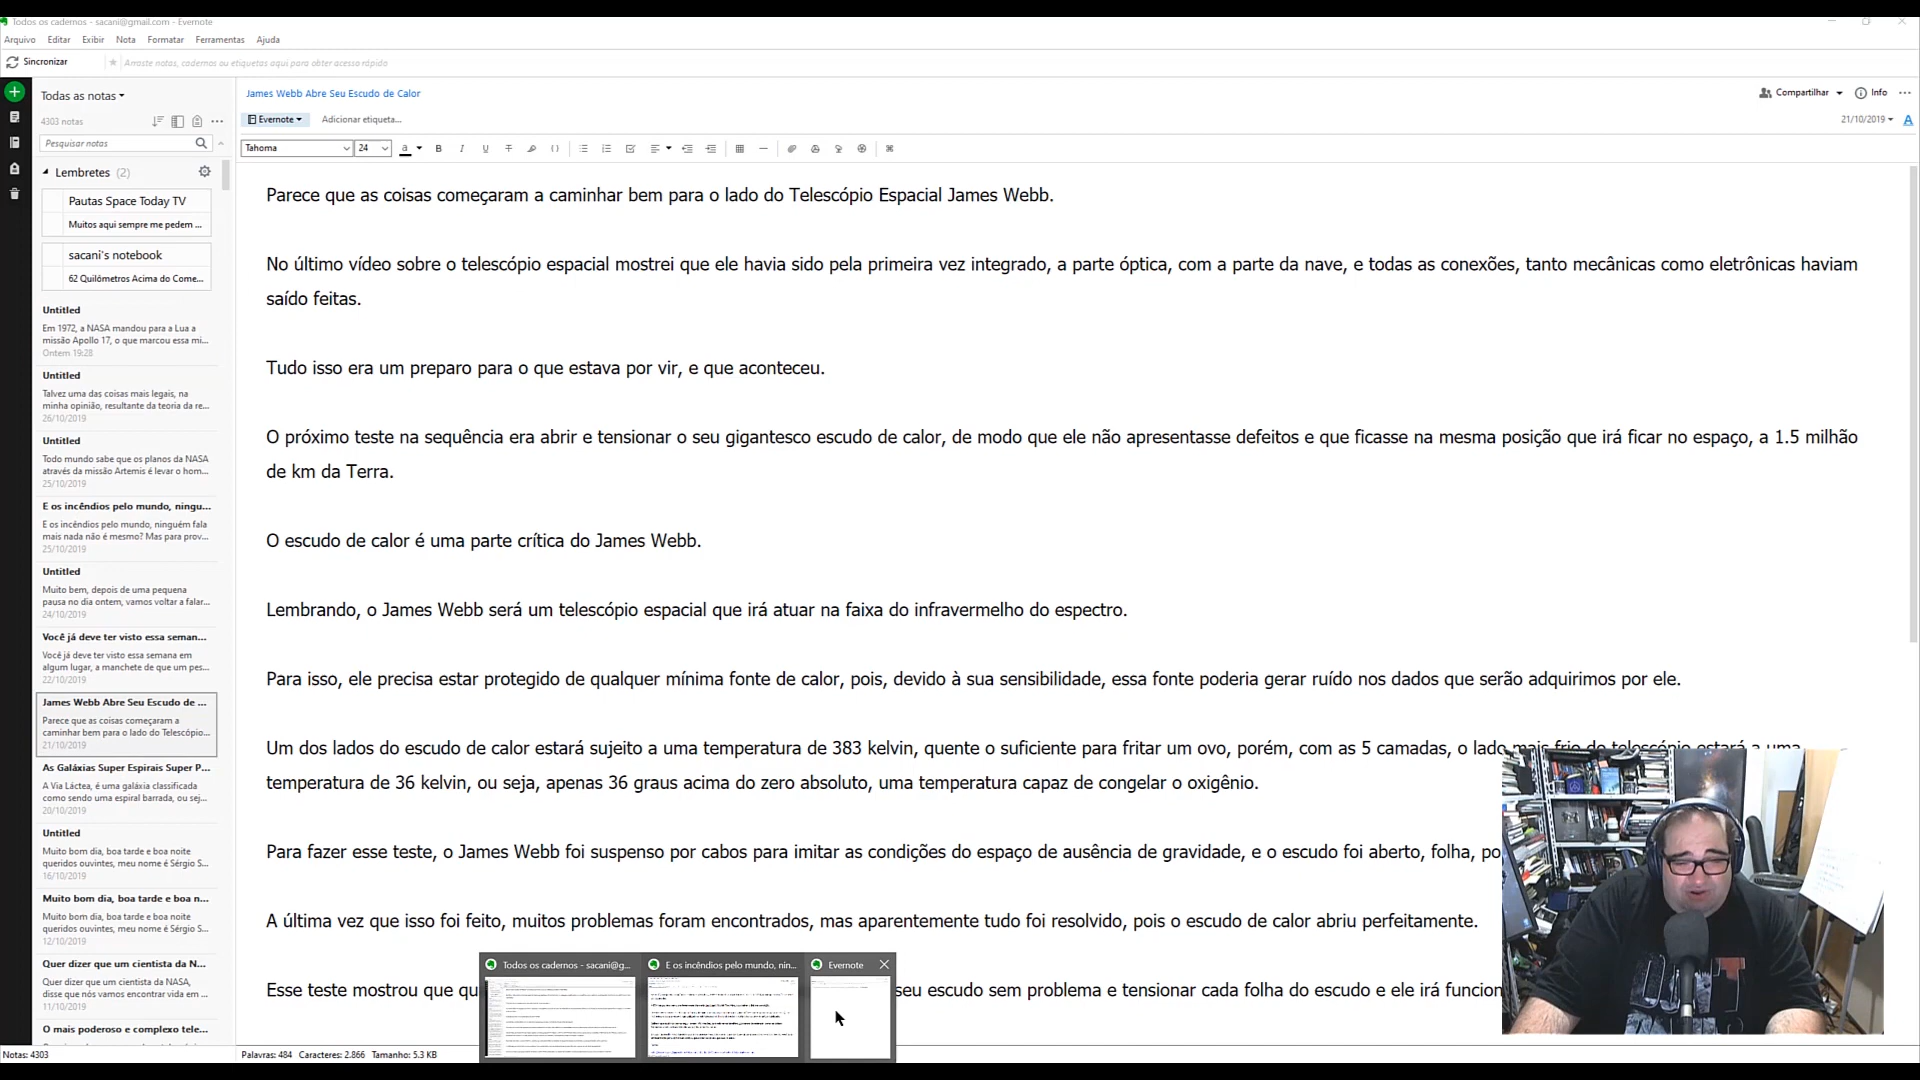 Todos os cadernos - sacani@gmail.com - Evernote
Arquivo Editar Exibir Nota Formatar Ferramentas Ajuda
Sincronizar
Arraste notas, cadernos ou etiquetas aqui para obter acesso rápido
Todas as notas
4303 notas
Pesquisar notas
Lembretes (2)
Pautas Space Today TV
Muitos aqui sempre me pedem ...
sacani's notebook
62 Quilômetros Acima do Come...
Untitled
Em 1972, a NASA mandou para a Lua a
missão Apollo 17, o que marcou essa mi...
Ontem 19:28
Untitled
Talvez uma das coisas mais legais, na
minha opinião, resultante da teoria da re...
26/10/2019
Untitled
Todo mundo sabe que os planos da NASA
através da missão Artemis é levar o hom...
25/10/2019
E os incêndios pelo mundo, ningu...
E os incêndios pelo mundo, ninguém fala
mais nada não é mesmo? Mas para prov...
25/10/2019
Untitled
Muito bem, depois de uma pequena
pausa no dia ontem, vamos voltar a falar...
24/10/2019
Você já deve ter visto essa seman...
Você já deve ter visto essa semana em
algum lugar, a manchete de que um pes...
22/10/2019
James Webb Abre Seu Escudo de ...
Parece que as coisas começaram a
caminhar bem para o lado do Telescópio...
21/10/2019
As Galáxias Super Espirais Super P...
A Via Láctea, é uma galáxia classificada
como sendo uma espiral barrada, ou sej...
20/10/2019
Untitled
Muito bom dia, boa tarde e boa noite
queridos ouvintes, meu nome é Sérgio S...
16/10/2019
Muito bom dia, boa tarde e boa n...
Muito bom dia, boa tarde e boa noite
queridos ouvintes, meu nome é Sérgio S...
12/10/2019
Quer dizer que um cientista da N...
Quer dizer que um cientista da NASA,
disse que nós vamos encontrar vida em ...
11/10/2019
O mais poderoso e complexo tele...
Notas: 4303
James Webb Abre Seu Escudo de Calor
Compartilhar Info
Evernote Adicionar etiqueta...
21/10/2019
Tahoma 24
Parece que as coisas começaram a caminhar bem para o lado do Telescópio Espacial James Webb.
No último vídeo sobre o telescópio espacial mostrei que ele havia sido pela primeira vez integrado, a parte óptica, com a parte da nave, e todas as conexões, tanto mecânicas como eletrônicas haviam
saído feitas.
Tudo isso era um preparo para o que estava por vir, e que aconteceu.
O próximo teste na sequência era abrir e tensionar o seu gigantesco escudo de calor, de modo que ele não apresentasse defeitos e que ficasse na mesma posição que irá ficar no espaço, a 1.5 milhão
de km da Terra.
O escudo de calor é uma parte crítica do James Webb.
Lembrando, o James Webb será um telescópio espacial que irá atuar na faixa do infravermelho do espectro.
Para isso, ele precisa estar protegido de qualquer mínima fonte de calor, pois, devido à sua sensibilidade, essa fonte poderia gerar ruído nos dados que serão adquirimos por ele.
Um dos lados do escudo de calor estará sujeito a uma temperatura de 383 kelvin, quente o suficiente para fritar um ovo, porém, com as 5 camadas, o lado mais frio do telescópio estará a uma
temperatura de 36 kelvin, ou seja, apenas 36 graus acima do zero absoluto, uma temperatura capaz de congelar o oxigênio.
Para fazer esse teste, o James Webb foi suspenso por cabos para imitar as condições do espaço de ausência de gravidade, e o escudo foi aberto, folha, po
A última vez que isso foi feito, muitos problemas foram encontrados, mas aparentemente tudo foi resolvido, pois o escudo de calor abriu perfeitamente.
Esse teste mostrou que qu seu escudo sem problema e tensionar cada folha do escudo e ele irá funcion
Todos os cadernos - sacani@g...
E os incêndios pelo mundo, nin...
Evernote
Palavras: 484 Caracteres: 2.866 Tamanho: 5.3 KB